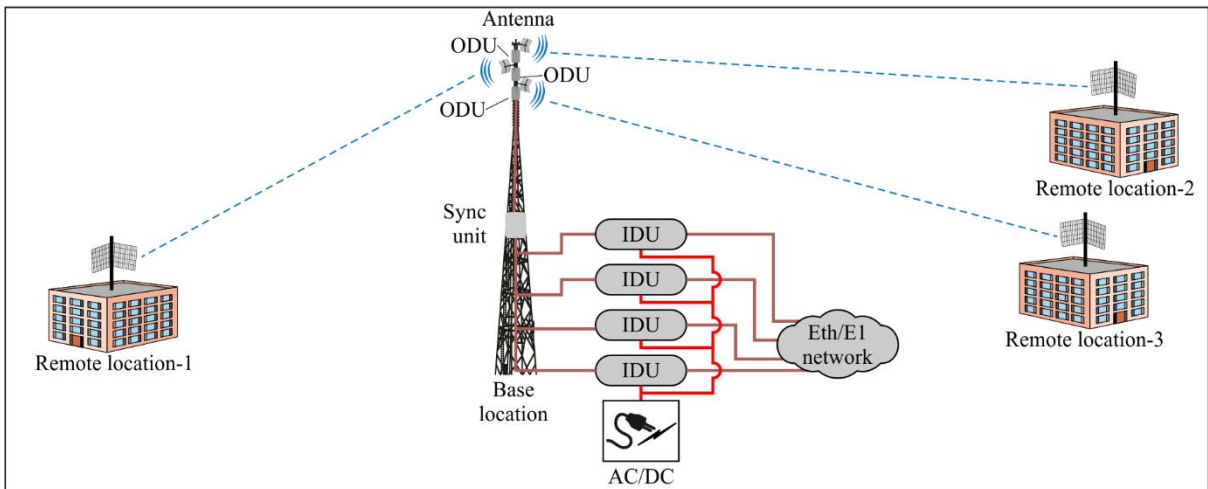 Antenna
ODU
ODU
ODU
Remote location-2
Sync
unit
IDU
IDU
IDU
IDU
Eth/E1
network
Remote location-1
Remote location-3
Base
location
AC/DC